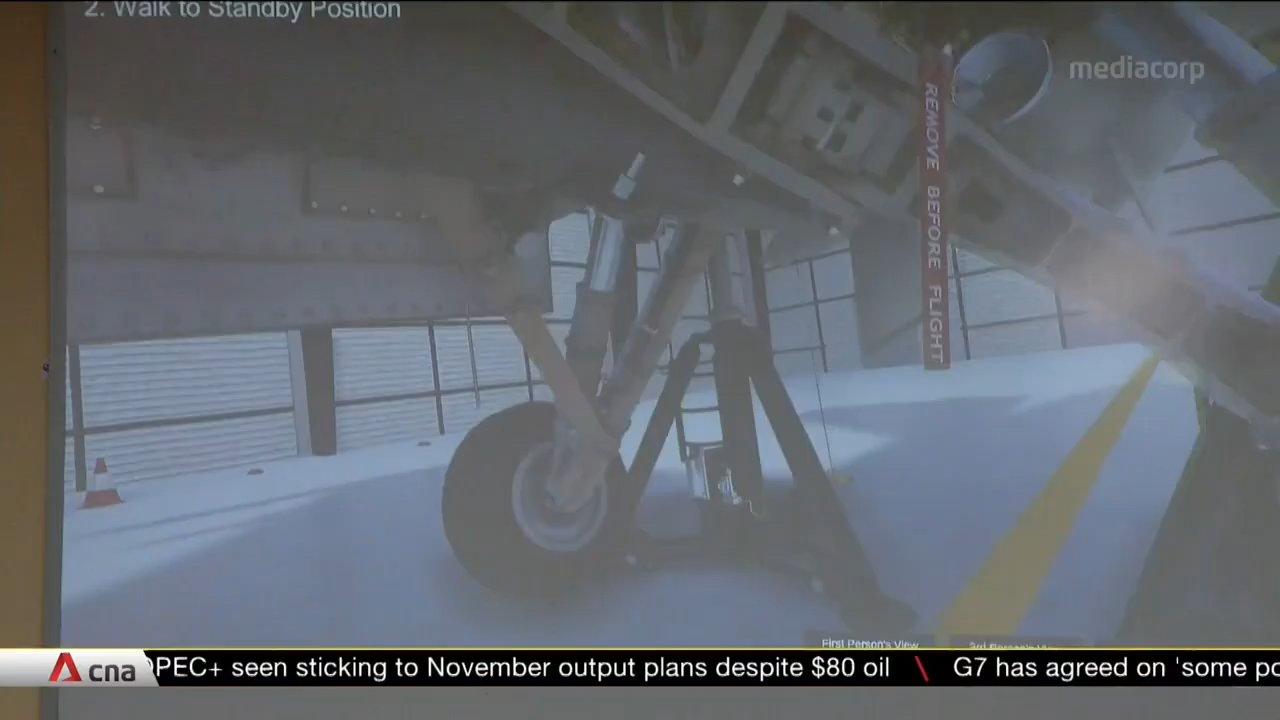 2. Walk to Standby Position
mediacorp
REMOVE BEFORE FLIGHT
First Person's View
cna
OPEC+ seen sticking to November output plans despite $80 oil \ G7 has agreed on 'some po